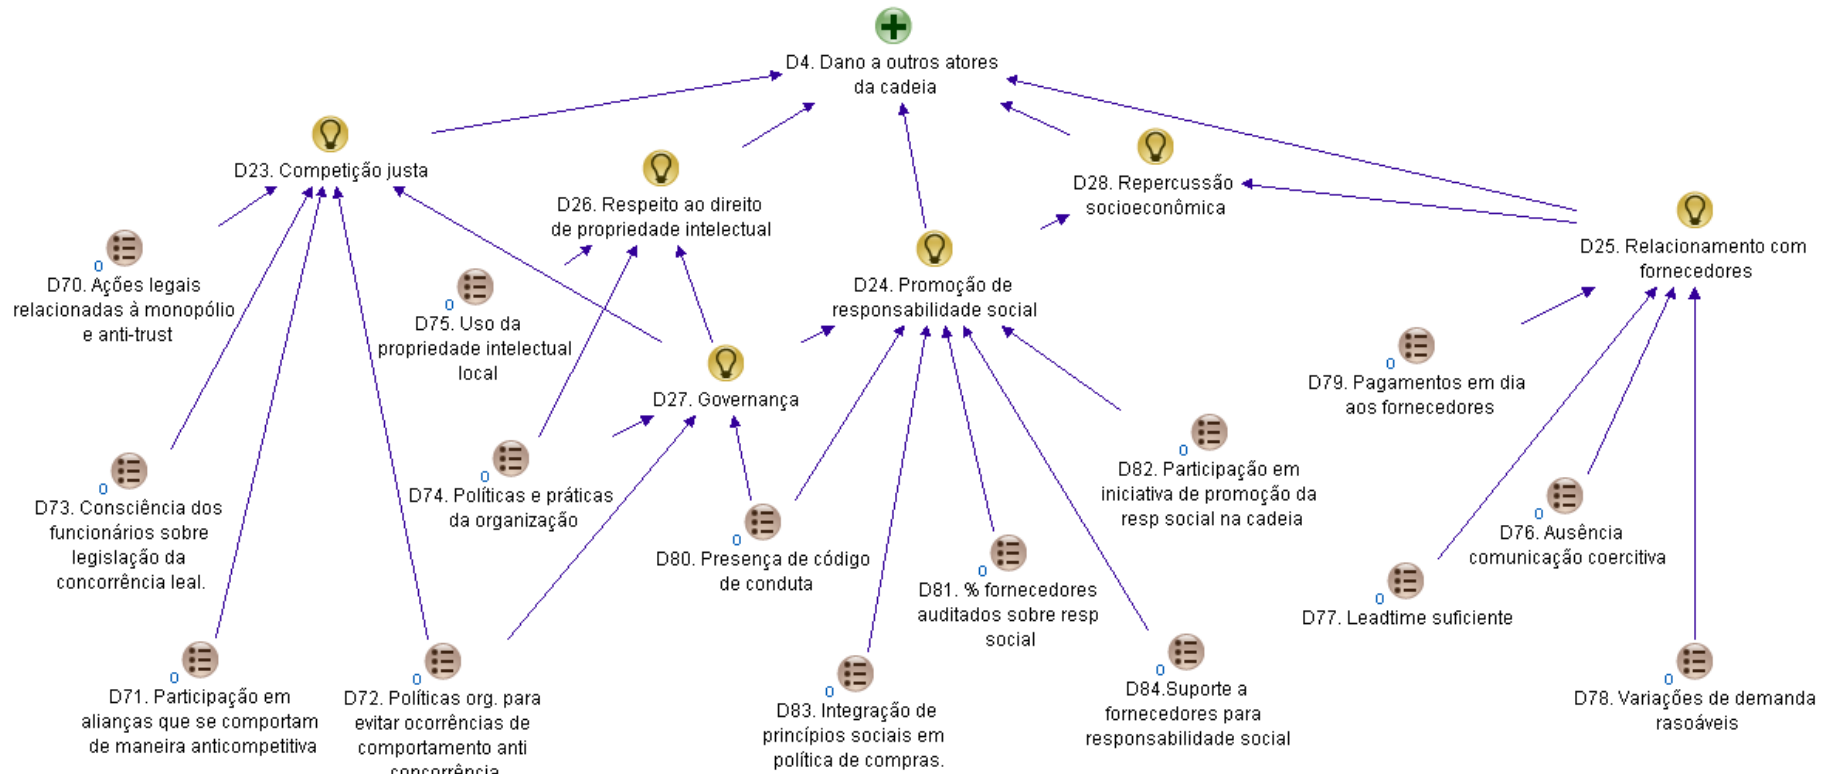 D4. Dano a outros atores
da cadeia
D23. Competição justa
D26. Respeito ao direito
de propriedade intelectual
D28. Repercussão
socioeconômica
D25. Relacionamento com
fornecedores
0
D70. Ações legais
relacionadas à monopólio
e anti-trust
0
D75. Uso da
propriedade intelectual
local
D24. Promoção de
responsabilidade social
D27. Governança
0
D79. Pagamentos em dia
aos fornecedores
0
D73. Consciência dos
funcionários sobre
legislação da
concorrência leal.
0
D74. Políticas e práticas
da organização
0
D80. Presença de código
de conduta
0
D82. Participação em
iniciativa de promoção da
resp social na cadeia
0
D76. Ausência
comunicação coercitiva
0
D81. % fornecedores
auditados sobre resp
social
0
D77. Leadtime suficiente
0
D71. Participação em
alianças que se comportam
de maneira anticompetitiva
0
D72. Políticas org. para
evitar ocorrências de
comportamento anti
concorrência
0
D83. Integração de
princípios sociais em
política de compras.
0
D84.Suporte a
fornecedores para
responsabilidade social
0
D78. Variações de demanda
rasoáveis